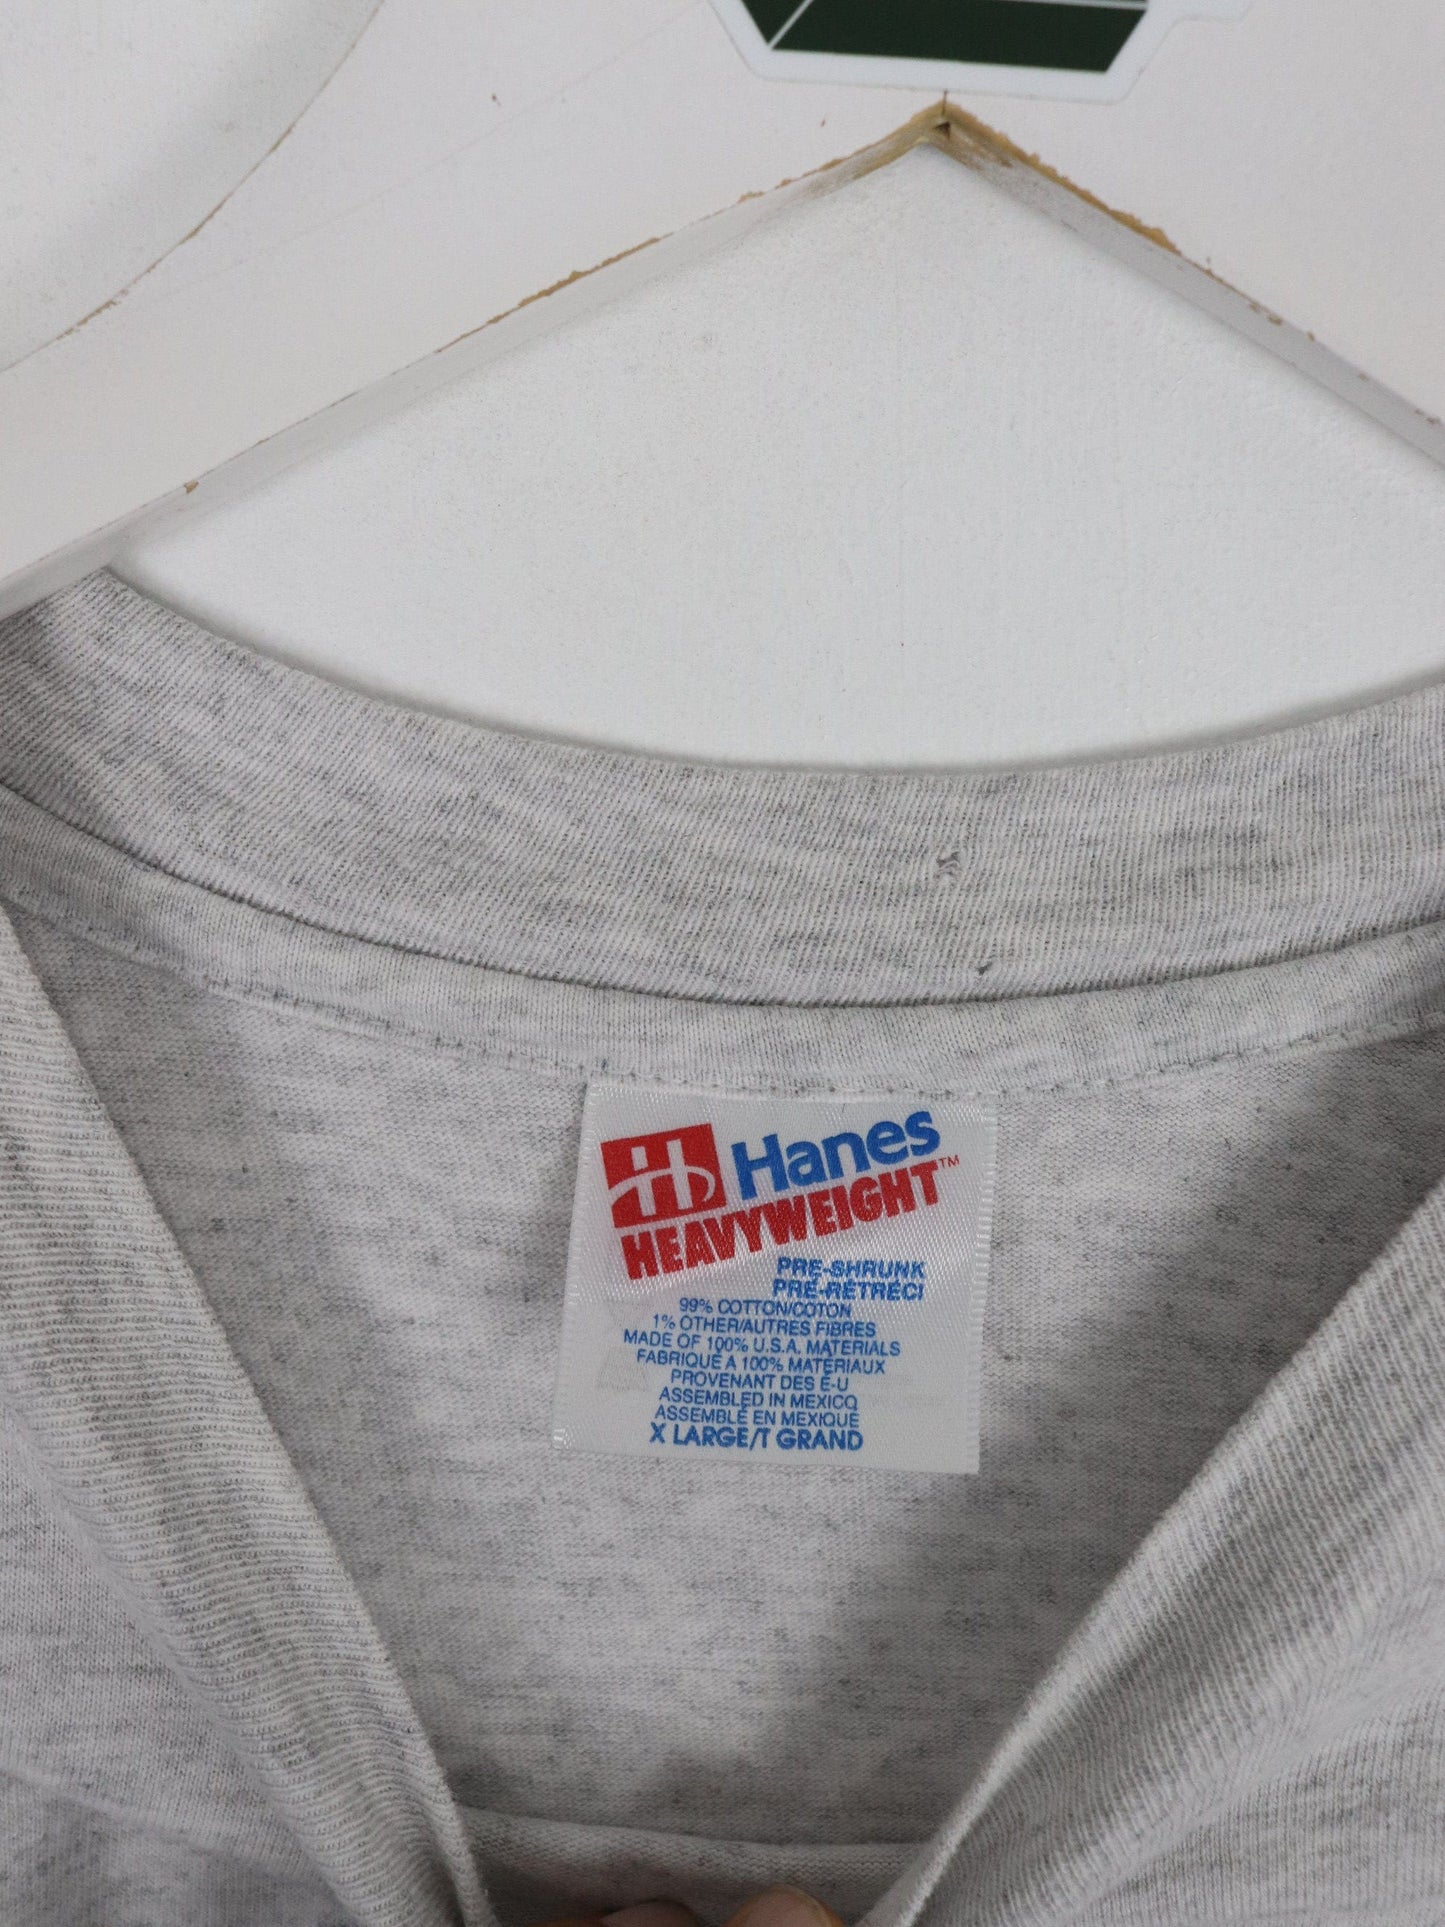 Hanes
HEAVYWEIGHT™
PRE-SHRUNK
PRÉ-RÉTRÉCI
99% COTTON/COTON
1% OTHER/AUTRES FIBRES
MADE OF 100% U.S.A. MATERIALS
FABRIQUÉ A 100% MATÉRIAUX
PROVENANT DES É-U
ASSEMBLED IN MEXICO
ASSEMBLÉ EN MEXIQUE
X LARGE/T GRAND